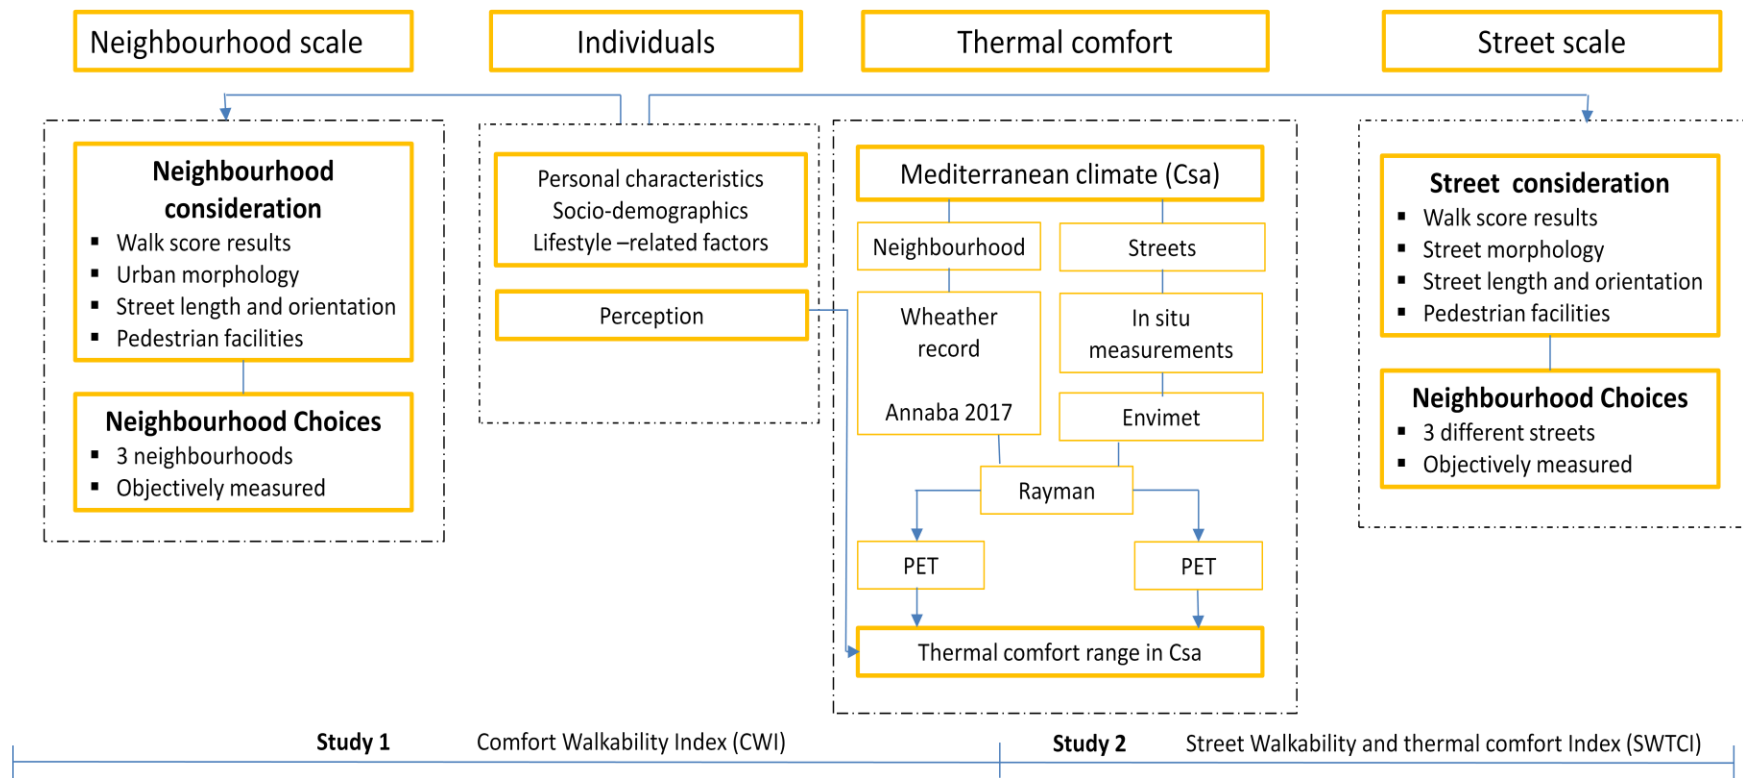 Neighbourhood scale
Individuals
Thermal comfort
Street scale
Neighbourhood
consideration
▪ Walk score results
▪ Urban morphology
▪ Street length and orientation
▪ Pedestrian facilities
Neighbourhood Choices
▪ 3 neighbourhoods
▪ Objectively measured
Personal characteristics
Socio-demographics
Lifestyle –related factors
Perception
Mediterranean climate (Csa)
Neighbourhood
Streets
Wheather
record
Annaba 2017
In situ
measurements
Envimet
Rayman
PET
PET
Thermal comfort range in Csa
Street consideration
▪ Walk score results
▪ Street morphology
▪ Street length and orientation
▪ Pedestrian facilities
Neighbourhood Choices
▪ 3 different streets
▪ Objectively measured
Study 1 Comfort Walkability Index (CWI)
Study 2 Street Walkability and thermal comfort Index (SWTCI)